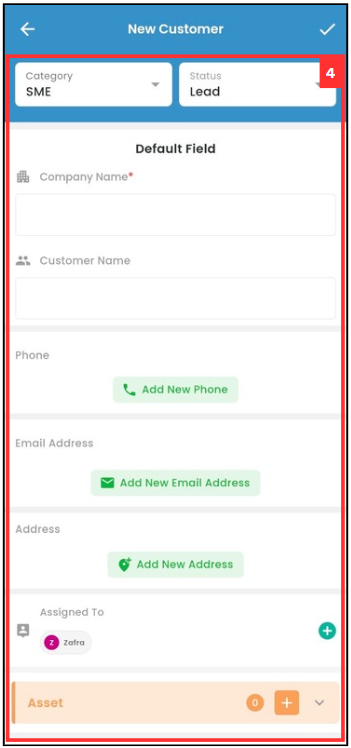 New Customer
4
Category
SME
Status
Lead
Default Field
Company Name*
Customer Name
Phone
Add New Phone
Email Address
Add New Email Address
Address
Add New Address
Assigned To
Z Zafra
Asset 0 +